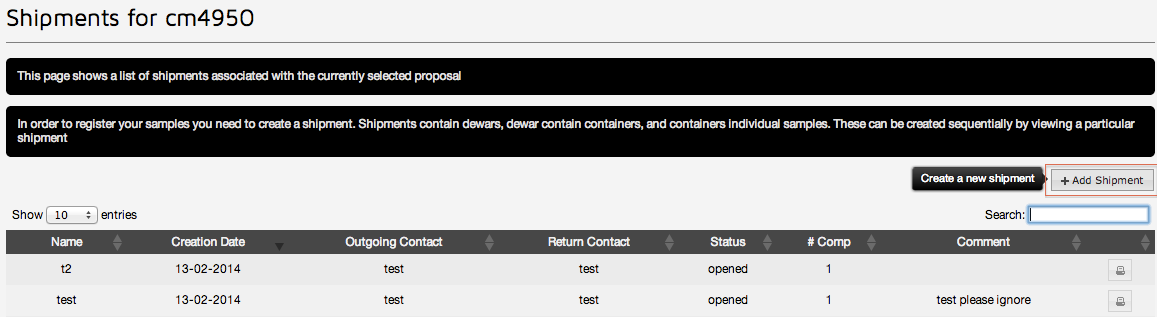 Shipments for cm4950
This page shows a list of shipments associated with the currently selected proposal
In order to register your samples you need to create a shipment. Shipments contain dewars, dewar contain containers, and containers individual samples. These can be created sequentially by viewing a particular
shipment
Create a new shipment + Add Shipment
Show 10 entries Search:
Name Creation Date Outgoing Contact Return Contact Status # Comp Comment
t2 13-02-2014 test test opened 1
test 13-02-2014 test test opened 1 test please ignore